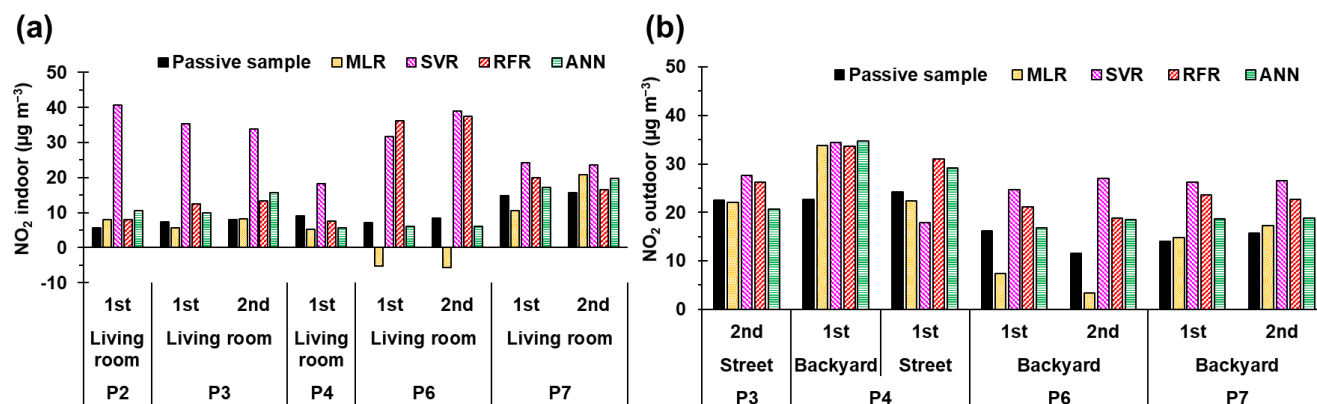 (a)
Passive sample MLR SVR RFR ANN
NO₂ indoor (µg m⁻³)
50
40
30
20
10
0
-10
1st 1st 2nd 1st 1st 2nd 1st 2nd
Living room Living room Living room Living room Living room
P2 P3 P4 P6 P7
(b)
Passive sample MLR SVR RFR ANN
NO₂ outdoor (µg m⁻³)
50
40
30
20
10
0
2nd 1st 1st 1st 2nd 1st 2nd
Street Backyard Street Backyard Backyard
P3 P4 P6 P7